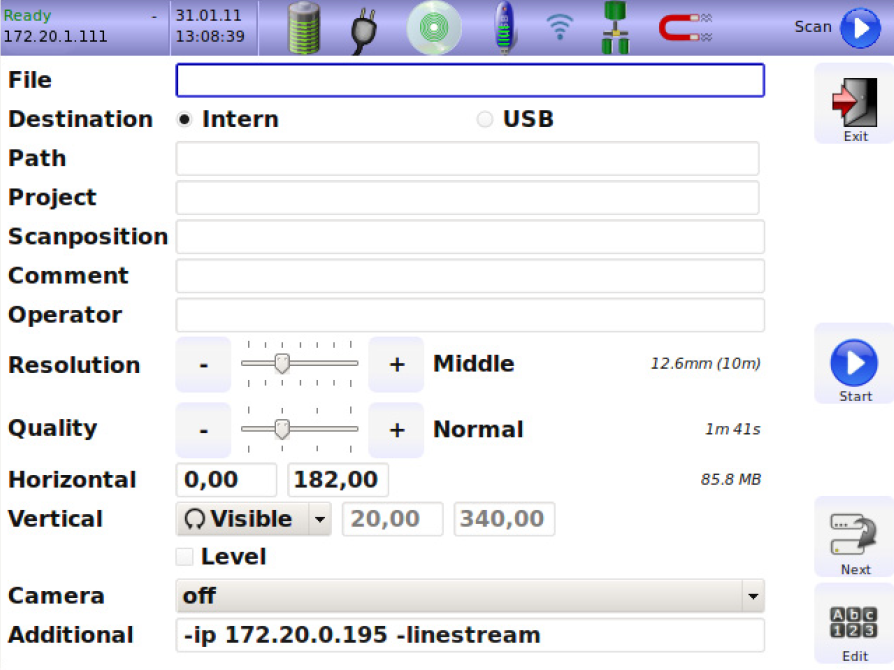 Ready - 31.01.11
172.20.1.111 13:08:39
Scan
File
Exit
Destination Intern USB
Path
Project
Scanposition
Comment
Operator
Resolution - + Middle 12.6mm (10m)
Start
Quality - + Normal 1m 41s
Horizontal 0,00 182,00 85.8 MB
Vertical Visible 20,00 340,00
Level
Next
Camera off
Additional -ip 172.20.0.195 -linestream
Abc
123
Edit